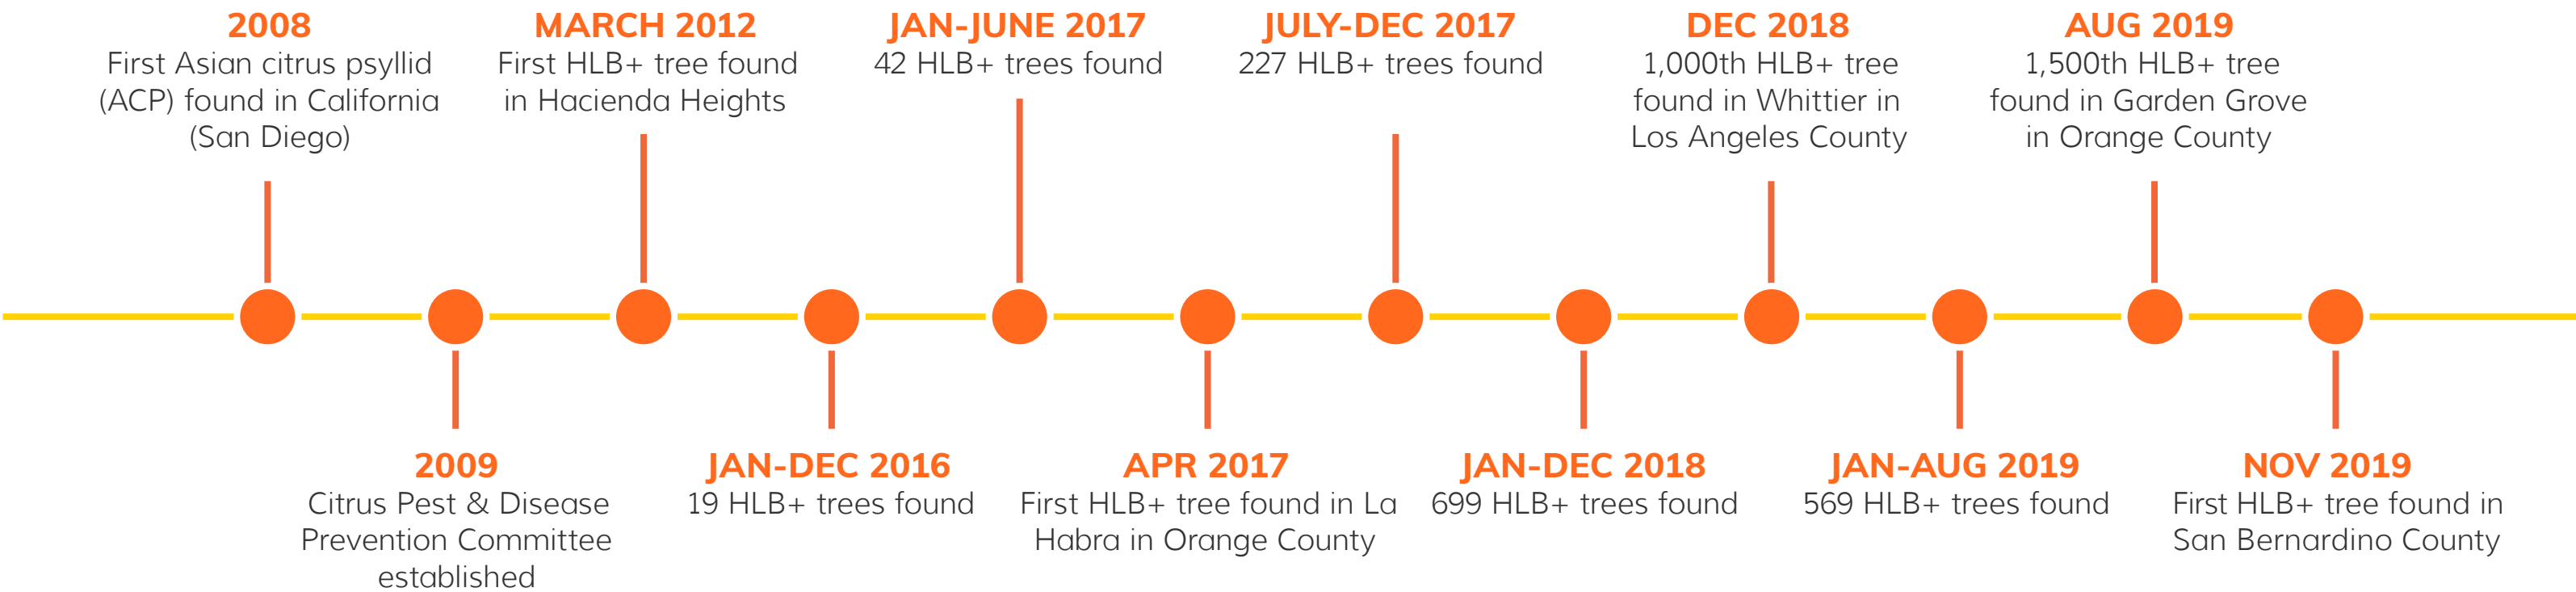 2008
First Asian citrus psyllid
(ACP) found in California
(San Diego)
2009
Citrus Pest & Disease
Prevention Committee
established
MARCH 2012
First HLB+ tree found
in Hacienda Heights
JAN-DEC 2016
19 HLB+ trees found
JAN-JUNE 2017
42 HLB+ trees found
APR 2017
First HLB+ tree found in La
Habra in Orange County
JULY-DEC 2017
227 HLB+ trees found
JAN-DEC 2018
699 HLB+ trees found
DEC 2018
1,000th HLB+ tree
found in Whittier in
Los Angeles County
JAN-AUG 2019
569 HLB+ trees found
AUG 2019
1,500th HLB+ tree
found in Garden Grove
in Orange County
NOV 2019
First HLB+ tree found in
San Bernardino County